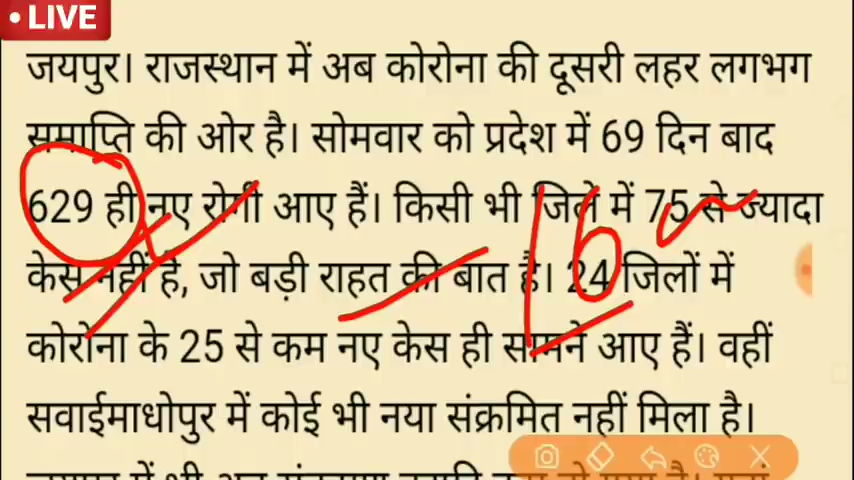 LIVE
जयपुर। राजस्थान में अब कोरोना की दूसरी लहर लगभग
समाप्ति की ओर है। सोमवार को प्रदेश में 69 दिन बाद
629 ही नए रोगी आए हैं। किसी भी जिले में 75 से ज्यादा
केस नहीं है, जो बड़ी राहत की बात है। 24 जिलों में
कोरोना के 25 से कम नए केस ही सामने आए हैं। वहीं
सवाईमाधोपुर में कोई भी नया संक्रमित नहीं मिला है।